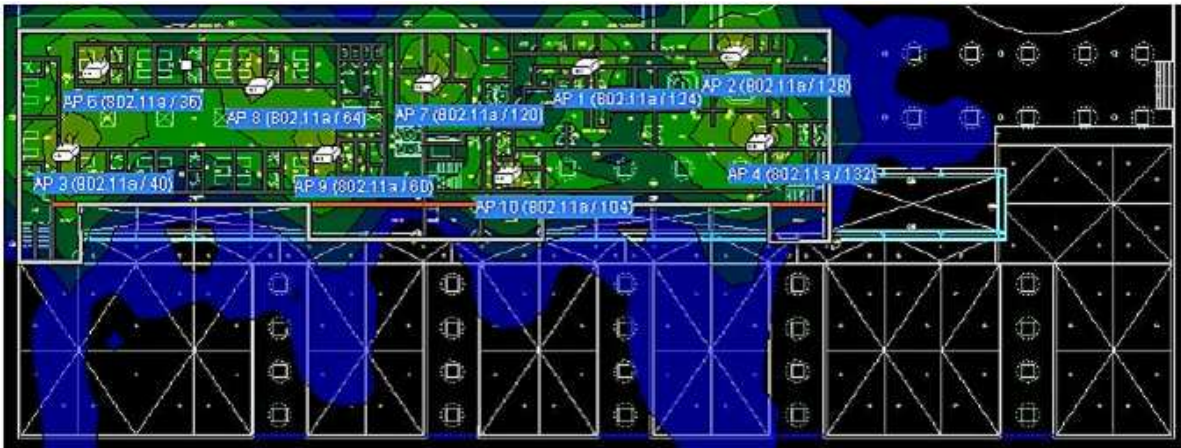 AP 6 (802.11a / 36)
AP 8 (802.11a / 64)
AP 7 (802.11a / 120)
AP 1 (802.11a / 124)
AP 2 (802.11a / 128)
AP 3 (802.11a / 40)
AP 9 (802.11a / 60)
AP 10 (802.11a / 104)
AP 4 (802.11a / 132)